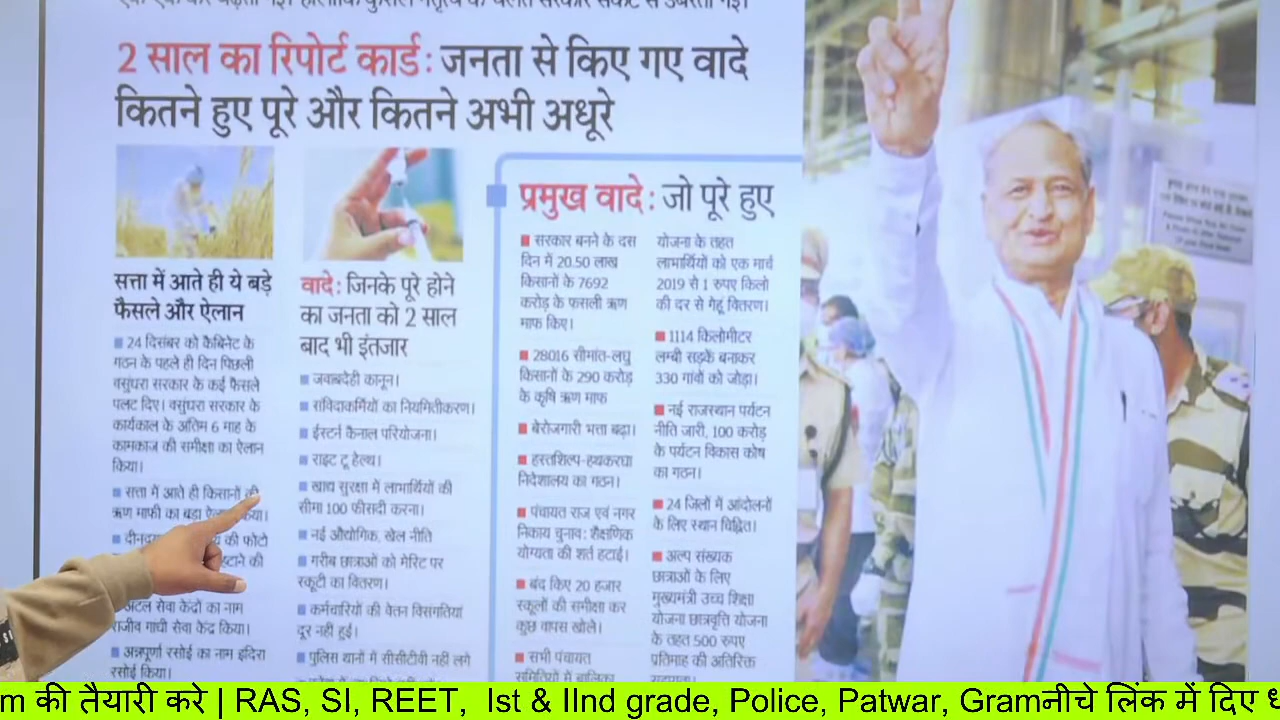 2 साल का रिपोर्ट कार्ड: जनता से किए गए वादे
कितने हुए पूरे और कितने अभी अधूरे
सत्ता में आते ही ये बड़े
फैसले और ऐलान
24 दिसंबर को कैबिनेट के
गठन के पहले ही दिन पिछली
वसुंधरा सरकार के कई फैसले
पलट दिए। वसुंधरा सरकार के
कार्यकाल के अंतिम 6 माह के
कामकाज की समीक्षा का ऐलान
किया।
सत्ता में आते ही किसानों की
ऋण माफी का बड़ा
की फोटो
हटाने की
अटल सेवा केंद्रों का नाम
राजीव गांधी सेवा केंद्र किया।
अन्नपूर्णा रसोई का नाम इंदिरा
रसोई किया।
वादे: जिनके पूरे होने
का जनता को 2 साल
बाद भी इंतजार
जवाबदेही कानून।
संविदाकर्मियों का नियमितीकरण।
ईस्टर्न कैनाल परियोजना।
राइट टू हेल्थ।
खाद्य सुरक्षा में लाभार्थियों की
सीमा 100 फीसदी करना।
नई औद्योगिक, खेल नीति
गरीब छात्राओं को मेरिट पर
स्कूटी का वितरण।
कर्मचारियों की वेतन विसंगतियां
दूर नहीं हुई।
पुलिस थानों में सीसीटीवी नहीं लगे
प्रमुख वादे: जो पूरे हुए
सरकार बनने के दस
दिन में 20.50 लाख
किसानों के 7692
करोड़ के फसली ऋण
माफ किए।
28016 सीमांत-लघु
किसानों के 290 करोड़
के कृषि ऋण माफ
बेरोजगारी भत्ता बढ़ा।
हस्तशिल्प-हथकरघा
निदेशालय का गठन।
पंचायत राज एवं नगर
निकाय चुनाव: शैक्षणिक
योग्यता की शर्त हटाई।
बंद किए 20 हजार
स्कूलों की समीक्षा कर
कुछ वापस खोले।
सभी पंचायत
समितियों में बालिका
योजना के तहत
लाभार्थियों को एक मार्च
2019 से 1 रुपए किलो
की दर से गेहूं वितरण।
1114 किलोमीटर
लम्बी सड़कें बनाकर
330 गांवों को जोड़ा।
नई राजस्थान पर्यटन
नीति जारी, 100 करोड़
के पर्यटन विकास कोष
का गठन।
24 जिलों में आंदोलनों
के लिए स्थान चिह्नित।
अल्प संख्यक
छात्राओं के लिए
मुख्यमंत्री उच्च शिक्षा
योजना छात्रवृत्ति योजना
के तहत 500 रुपए
प्रतिमाह की अतिरिक्त
m की तैयारी करे | RAS, SI, REET, Ist & IInd grade, Police, Patwar, Gramनीचे लिंक में दिए